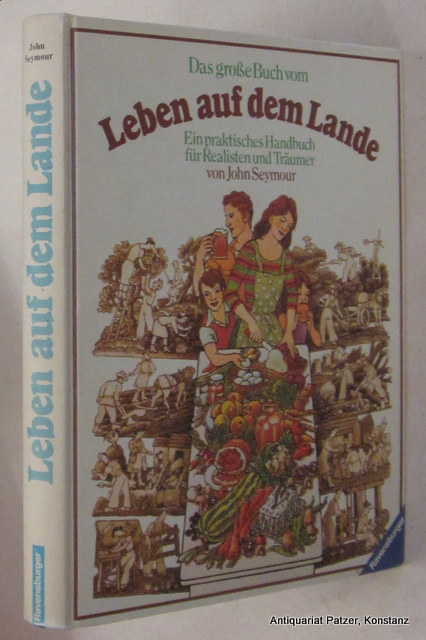 John
Seymour
Leben auf dem Lande
Ravensburger
Das große Buch vom
Leben auf dem Lande
Ein praktisches Handbuch
für Realisten und Träumer
von John Seymour
Ravensburger
Antiquariat Patzer, Konstanz